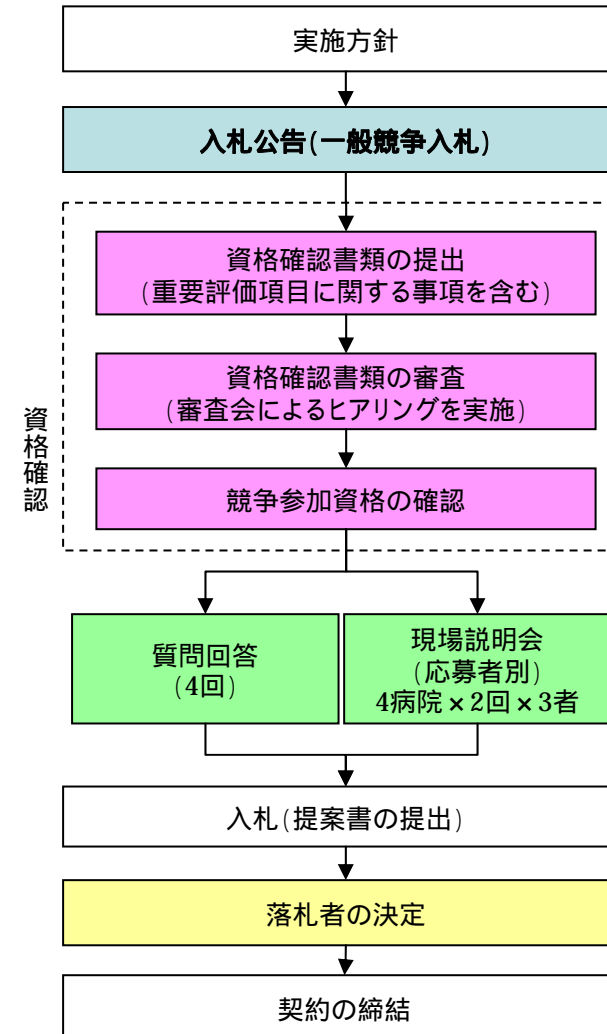 実施方針
入札公告(一般競争入札)
資格確認
資格確認書類の提出
(重要評価項目に関する事項を含む)
資格確認書類の審査
(審査会によるヒアリングを実施)
競争参加資格の確認
質問回答
(4回)
現場説明会
(応募者別)
4病院×2回×3者
入札(提案書の提出)
落札者の決定
契約の締結